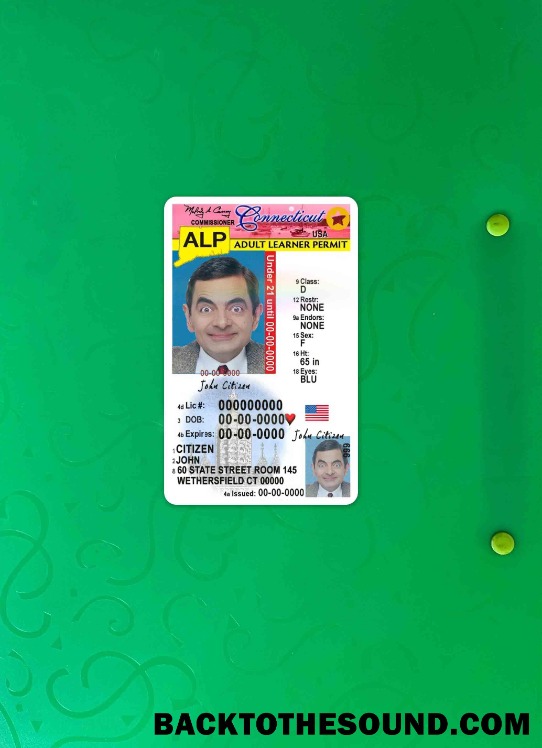 Connecticut
COMMISSIONER
USA
ALP ADULT LEARNER PERMIT
Under 21 until 00-00-0000
9 Class:
D
12 Restr:
NONE
9a Endors:
NONE
15 Sex:
F
16 Ht:
65 in
18 Eyes:
BLU
00-00-0000
John Citizen
4d Lic #: 000000000
3 DOB: 00-00-0000
4b Expires: 00-00-0000
John Citizen
1 CITIZEN
2 JOHN
8 60 STATE STREET ROOM 145
WETHERSFIELD CT 00000
4a Issued: 00-00-0000
BACKTOTHESOUND.COM